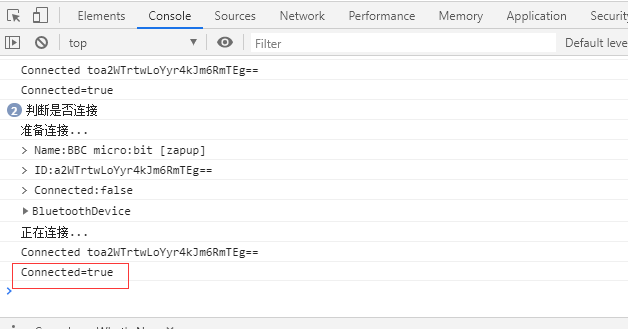 Elements Console Sources Network Performance Memory Application Security
top Filter Default leve
Connected toa2WTrtwLoYyr4kJm6RmTEg==
Connected=true
2 判断是否连接
准备连接...
> Name:BBC micro:bit [zapup]
> ID:a2WTrtwLoYyr4kJm6RmTEg==
> Connected:false
BluetoothDevice
正在连接...
Connected toa2WTrtwLoYyr4kJm6RmTEg==
Connected=true
>